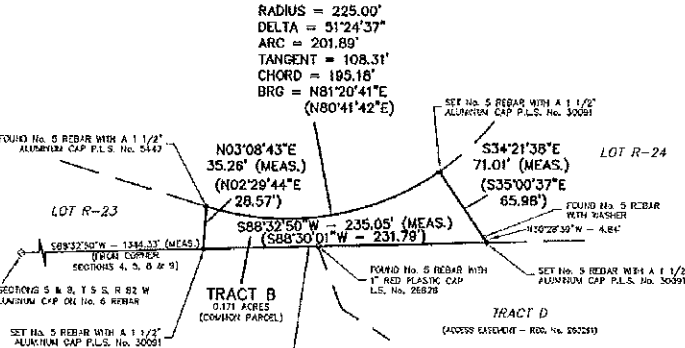 RADIUS = 225.00'
DELTA = 51°24'37"
ARC = 201.89'
TANGENT = 108.31'
CHORD = 195.18'
BRG = N81°20'41"E
(N80°41'42"E)
SET No. 5 REBAR WITH A 1 1/2"
ALUMINUM CAP P.L.S. No. 30091
FOUND No. 5 REBAR WITH A 1 1/2"
ALUMINUM CAP P.L.S. No. 5447
N03°08'43"E
35.26' (MEAS.)
(N02°29'44"E
28.57')
S34°21'38"E
71.01' (MEAS.)
(S35°00'37"E
65.98')
LOT R-24
LOT R-23
FOUND No. 5 REBAR
WITH WASHER
N30°28'39"W - 4.84'
S88°32'50"W - 235.05' (MEAS.)
(S88°30'01"W - 231.79')
S88°32'50"W - 1344.33' (MEAS.)
(FROM CORNER
SECTIONS 4, 5, 8 & 9)
SECTIONS 5 & 8, T 5 S, R 82 W
ALUMINUM CAP ON No. 6 REBAR
TRACT B
0.171 ACRES
(COMMON PARCEL)
FOUND No. 5 REBAR WITH
1" RED PLASTIC CAP
L.S. No. 26626
SET No. 5 REBAR WITH A 1 1/2"
ALUMINUM CAP P.L.S. No. 30091
TRACT D
(ACCESS EASEMENT - REC. No.
SET No. 5 REBAR WITH A 1 1/2"
ALUMINUM CAP P.L.S. No. 30091